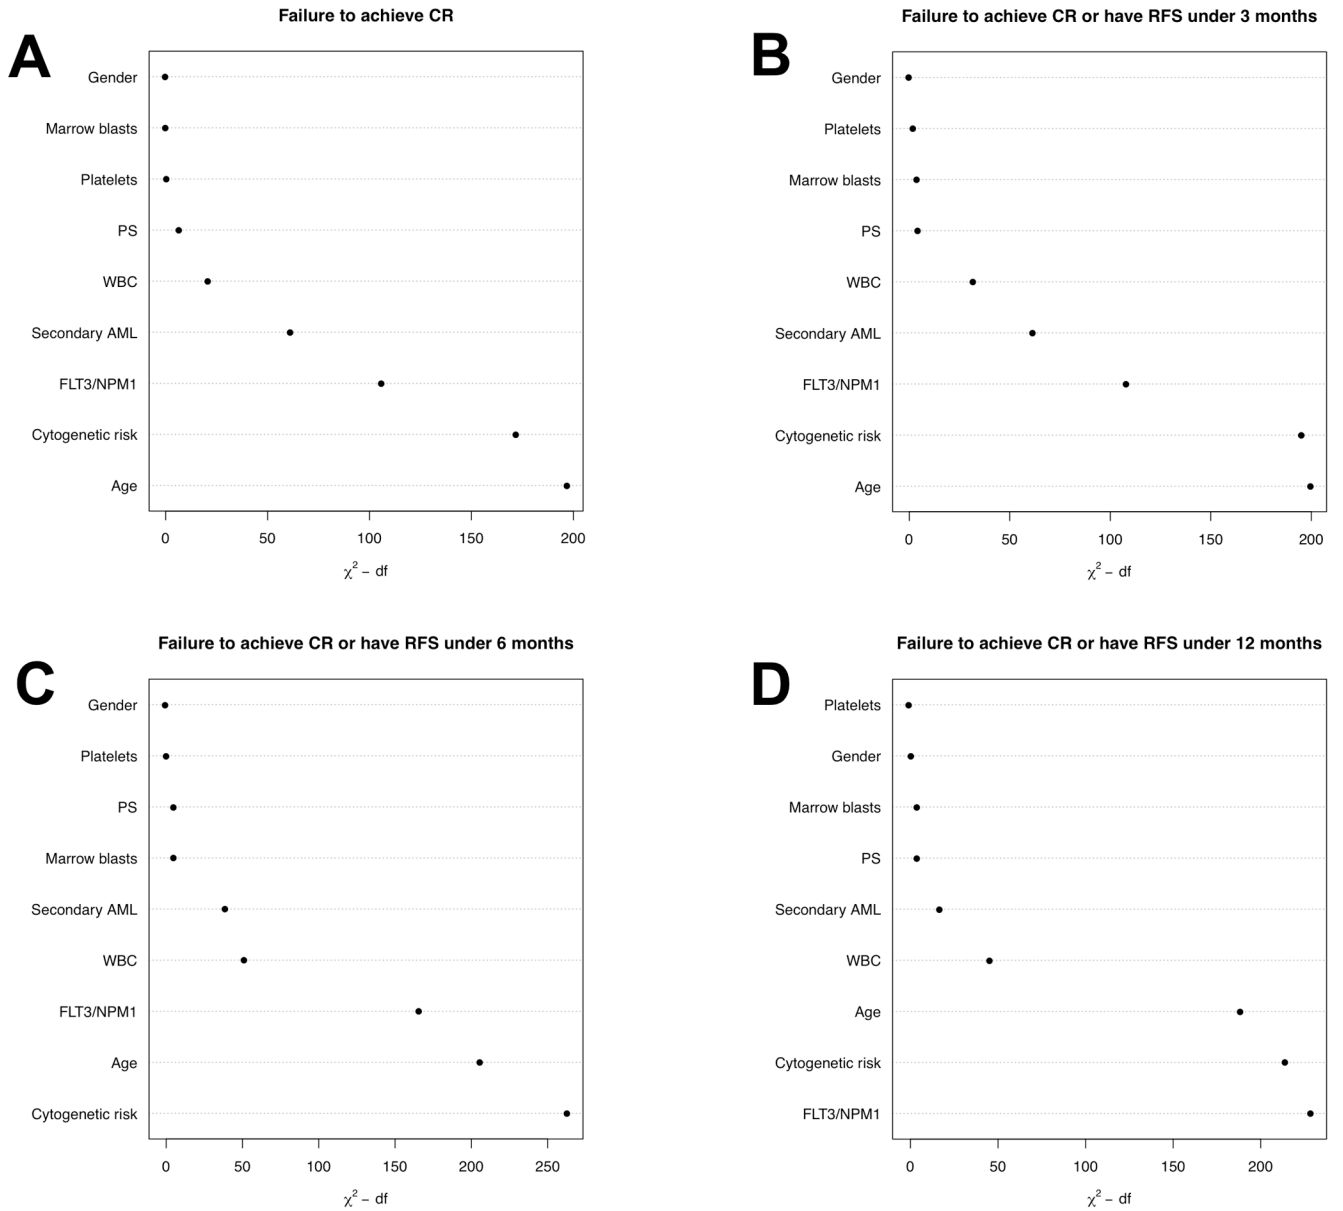 A
Failure to achieve CR
Gender
Marrow blasts
Platelets
PS
WBC
Secondary AML
FLT3/NPM1
Cytogenetic risk
Age
0 50 100 150 200
χ² − df
B
Failure to achieve CR or have RFS under 3 months
Gender
Platelets
Marrow blasts
PS
WBC
Secondary AML
FLT3/NPM1
Cytogenetic risk
Age
0 50 100 150 200
χ² − df
C
Failure to achieve CR or have RFS under 6 months
Gender
Platelets
PS
Marrow blasts
Secondary AML
WBC
FLT3/NPM1
Age
Cytogenetic risk
0 50 100 150 200 250
χ² − df
D
Failure to achieve CR or have RFS under 12 months
Platelets
Gender
Marrow blasts
PS
Secondary AML
WBC
Age
Cytogenetic risk
FLT3/NPM1
0 50 100 150 200
χ² − df